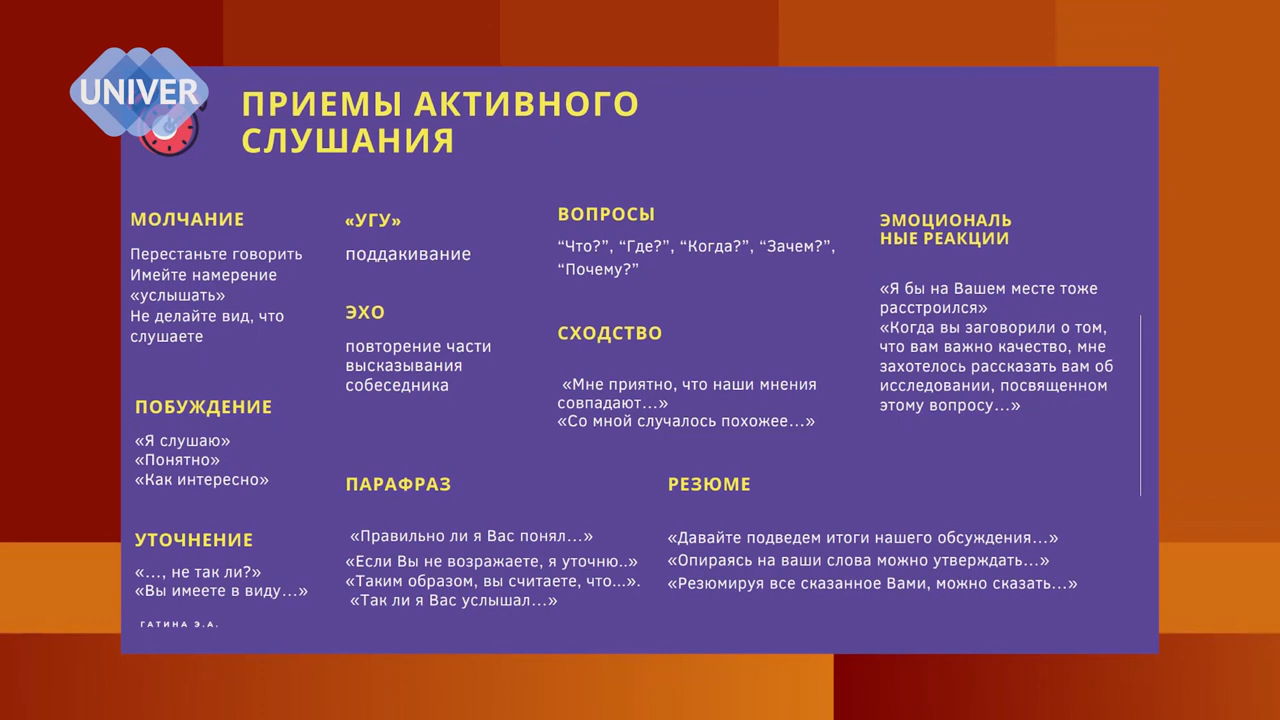 UNIVER
ПРИЕМЫ АКТИВНОГО
СЛУШАНИЯ
МОЛЧАНИЕ
Перестаньте говорить
Имейте намерение
«услышать»
Не делайте вид, что
слушаете
ПОБУЖДЕНИЕ
«Я слушаю»
«Понятно»
«Как интересно»
УТОЧНЕНИЕ
«..., не так ли?»
«Вы имеете в виду...»
«УГУ»
поддакивание
ЭХО
повторение части
высказывания
собеседника
ВОПРОСЫ
“Что?”, “Где?”, “Когда?”, “Зачем?”,
“Почему?”
СХОДСТВО
«Мне приятно, что наши мнения
совпадают...»
«Со мной случалось похожее...»
ЭМОЦИОНАЛЬ
НЫЕ РЕАКЦИИ
«Я бы на Вашем месте тоже
расстроился»
«Когда вы заговорили о том,
что вам важно качество, мне
захотелось рассказать вам об
исследовании, посвященном
этому вопросу...»
ПАРАФРАЗ
«Правильно ли я Вас понял...»
«Если Вы не возражаете, я уточню..»
«Таким образом, вы считаете, что...».
«Так ли я Вас услышал...»
РЕЗЮМЕ
«Давайте подведем итоги нашего обсуждения...»
«Опираясь на ваши слова можно утверждать...»
«Резюмируя все сказанное Вами, можно сказать...»
ГАТИНА Э.А.